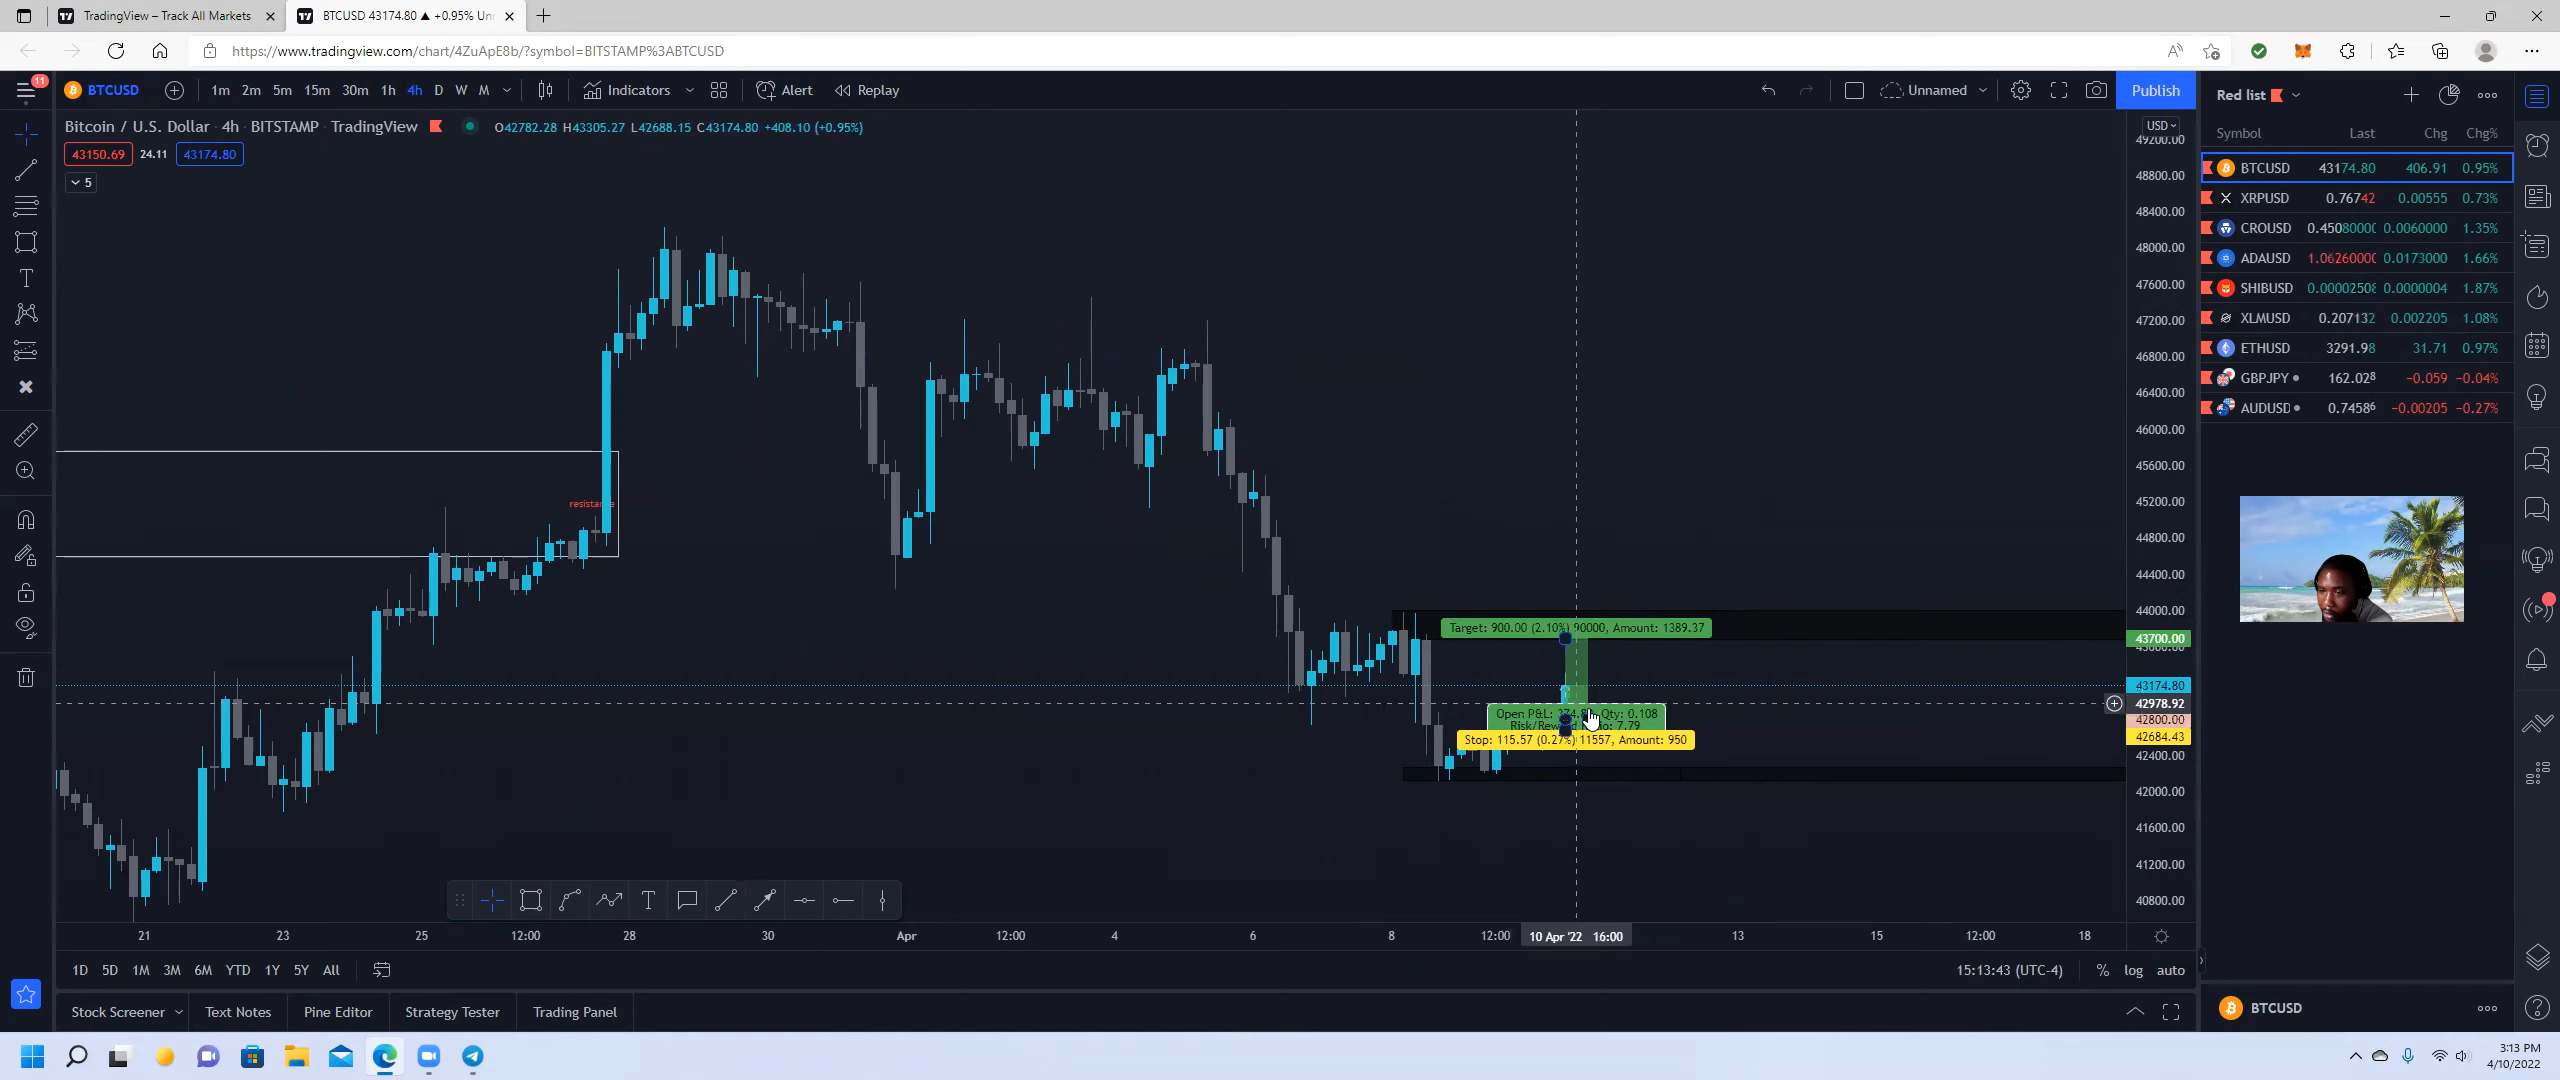 TradingView – Track All Markets
BTCUSD 43174.80 ▲ +0.95% Unn
https://www.tradingview.com/chart/4ZuApE8b/?symbol=BITSTAMP%3ABTCUSD
11
BTCUSD
1m 2m 5m 15m 30m 1h 4h D W M
Indicators
Alert
Replay
Unnamed
Publish
Bitcoin / U.S. Dollar · 4h · BITSTAMP · TradingView
O42782.28 H43305.27 L42688.15 C43174.80 +408.10 (+0.95%)
43150.69 24.11 43174.80
5
resistance
Target: 900.00 (2.10%) 90000, Amount: 1389.37
Qty: 0.108
Stop: 115.57 (0.27%) 11557, Amount: 950
USD
49200.00
48800.00
48400.00
48000.00
47600.00
47200.00
46800.00
46400.00
46000.00
45600.00
45200.00
44800.00
44400.00
44000.00
43700.00
43174.80
42978.92
42800.00
42684.43
42400.00
42000.00
41600.00
41200.00
40800.00
21 23 25 12:00 28 30 Apr 12:00 4 6 8 12:00 10 Apr '22 16:00 13 15 12:00 18
1D 5D 1M 3M 6M YTD 1Y 5Y All
15:13:43 (UTC-4) % log auto
Stock Screener
Text Notes
Pine Editor
Strategy Tester
Trading Panel
Red list
Symbol Last Chg Chg%
BTCUSD 43174.80 406.91 0.95%
XRPUSD 0.76742 0.00555 0.73%
CROUSD 0.45080000 0.0060000 1.35%
ADAUSD 1.06260000 0.0173000 1.66%
SHIBUSD 0.00002508 0.0000004 1.87%
XLMUSD 0.207132 0.002205 1.08%
ETHUSD 3291.98 31.71 0.97%
GBPJPY 162.028 −0.059 −0.04%
AUDUSD 0.74586 −0.00205 −0.27%
BTCUSD
3:13 PM
4/10/2022